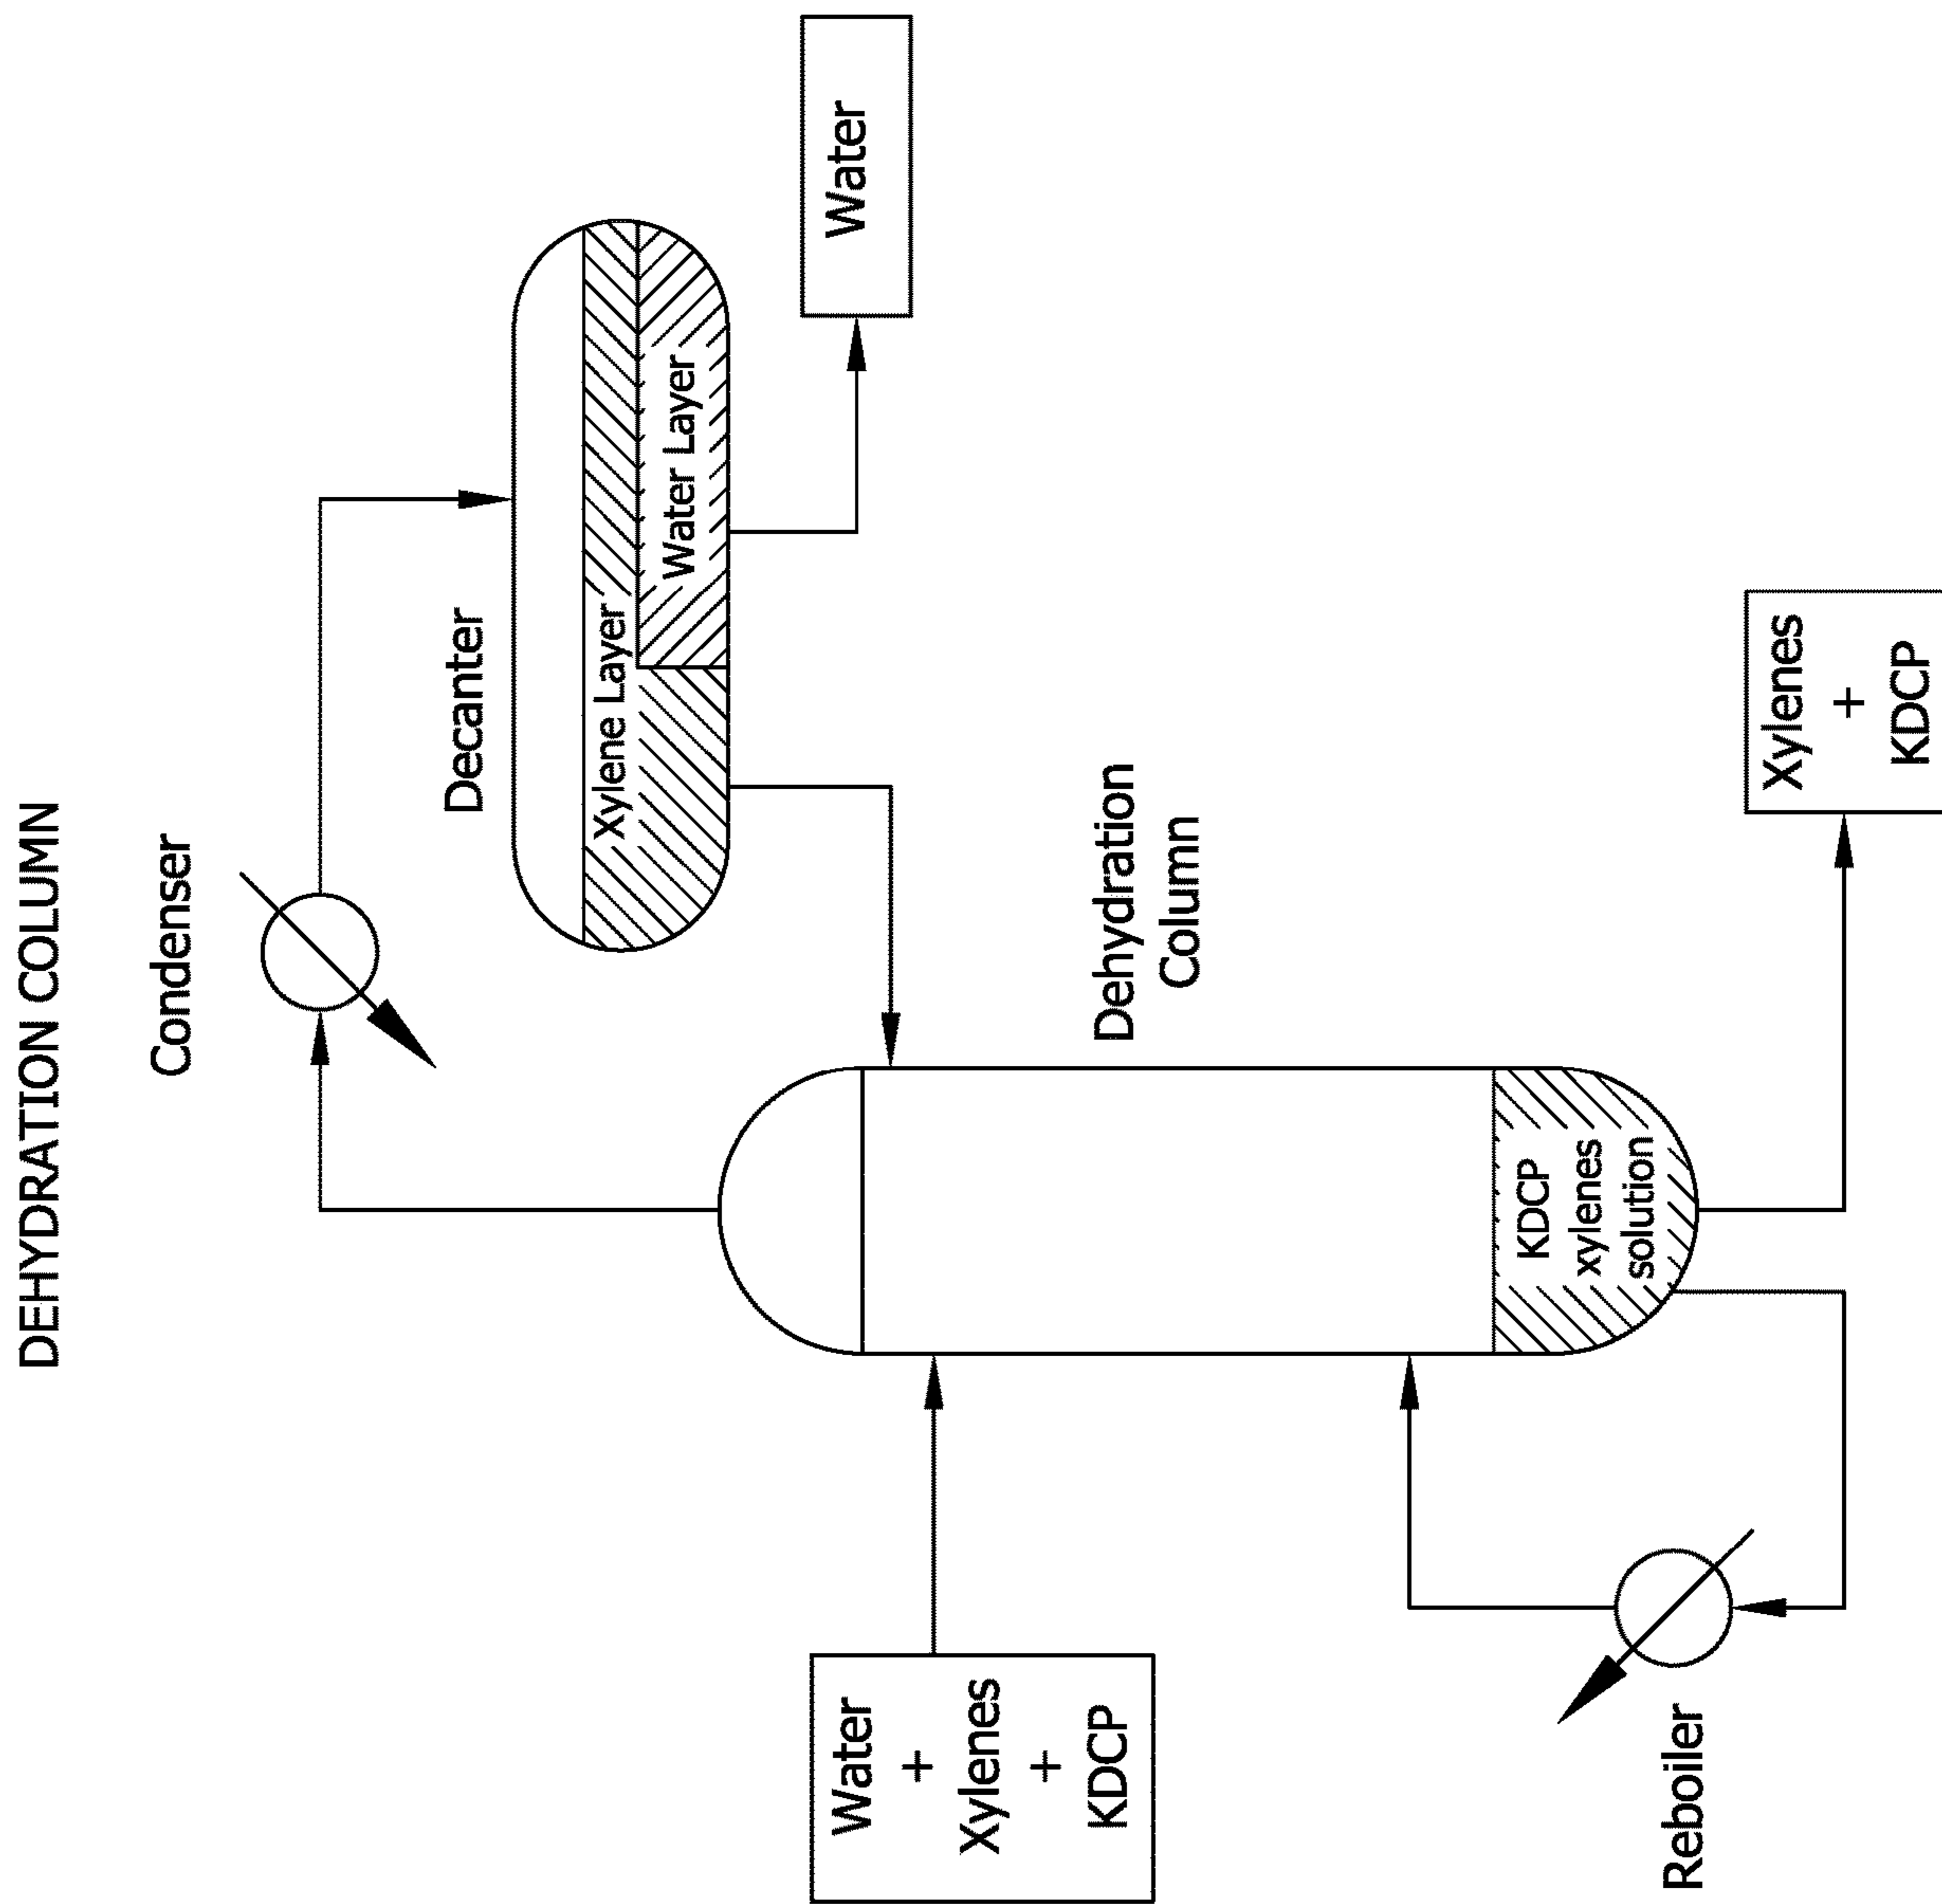 DEHYDRATION COLUMN
Condenser
Decanter
Xylene Layer
Water Layer
Water
Dehydration
Column
Water
+
Xylenes
+
KDCP
KDCP
xylenes
solution
Reboiler
Xylenes
+
KDCP